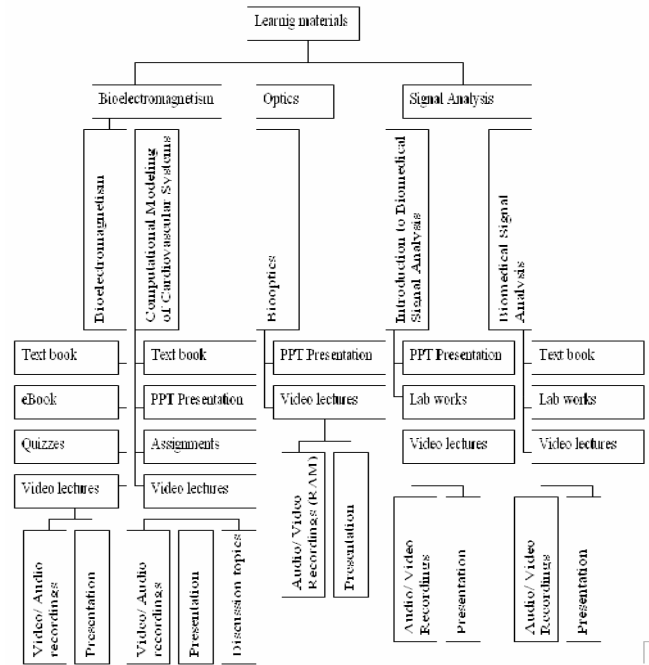 Learnig materials
Bioelectromagnetism
Optics
Signal Analysis
Bioelectromagnetism
Computational Modeling
of Cardiovascular Systems
Biooptics
Introduction to Biomedical
Signal Analysis
Biomedical Signal
Analysis
Text book
Text book
PPT Presentation
PPT Presentation
Text book
eBook
PPT Presentation
Video lectures
Lab works
Lab works
Quizzes
Assignments
Video lectures
Video lectures
Video lectures
Video lectures
Video/ Audio
recordings
Presentation
Video/ Audio
recordings
Presentation
Discussion topics
Audio/ Video
Recordings (RAM)
Presentation
Audio/ Video
Recordings
Presentation
Audio/ Video
Recordings
Presentation